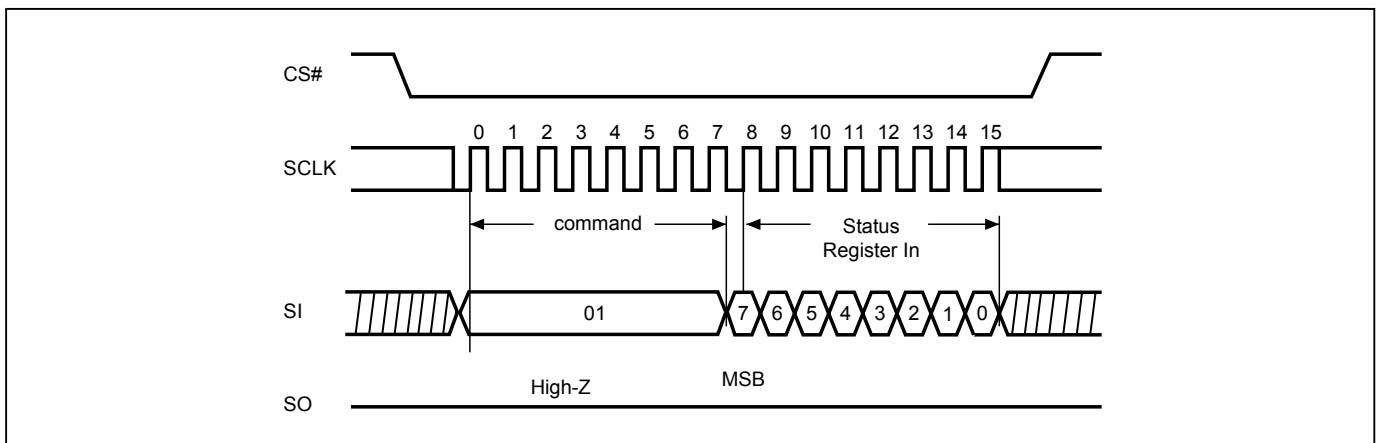 CS#
0 1 2 3 4 5 6 7 8 9 10 11 12 13 14 15
SCLK
command
Status
Register In
SI
01
7 6 5 4 3 2 1 0
High-Z
MSB
SO